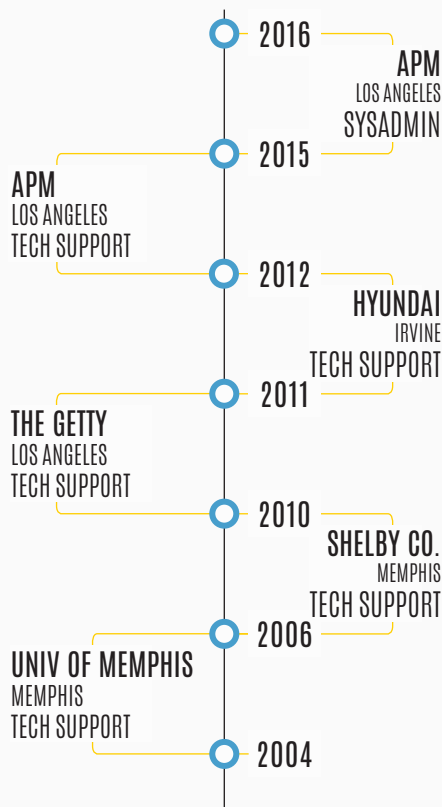 2016
APM
LOS ANGELES
SYSADMIN
2015
APM
LOS ANGELES
TECH SUPPORT
2012
HYUNDAI
IRVINE
TECH SUPPORT
2011
THE GETTY
LOS ANGELES
TECH SUPPORT
2010
SHELBY CO.
MEMPHIS
TECH SUPPORT
2006
UNIV OF MEMPHIS
MEMPHIS
TECH SUPPORT
2004